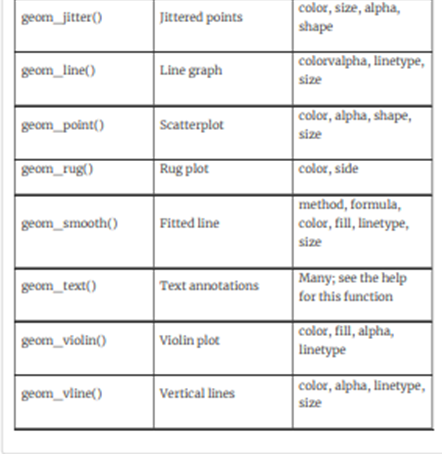 geom_jitter() Jittered points color, size, alpha,
shape
geom_line() Line graph colorvalpha, linetype,
size
geom_point() Scatterplot color, alpha, shape,
size
geom_rug() Rug plot color, side
geom_smooth() Fitted line method, formula,
color, fill, linetype,
size
geom_text() Text annotations Many; see the help
for this function
geom_violin() Violin plot color, fill, alpha,
linetype
geom_vline() Vertical lines color, alpha, linetype,
size